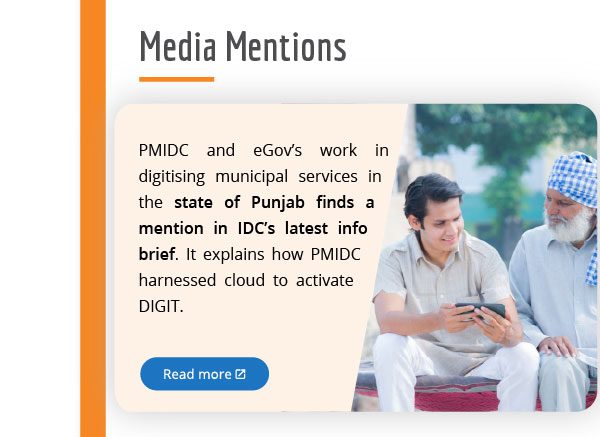 Media Mentions
PMIDC and eGov's work in
digitising municipal services in
the state of Punjab finds a
mention in IDC's latest info
brief. It explains how PMIDC
harnessed cloud to activate
DIGIT.
Read more